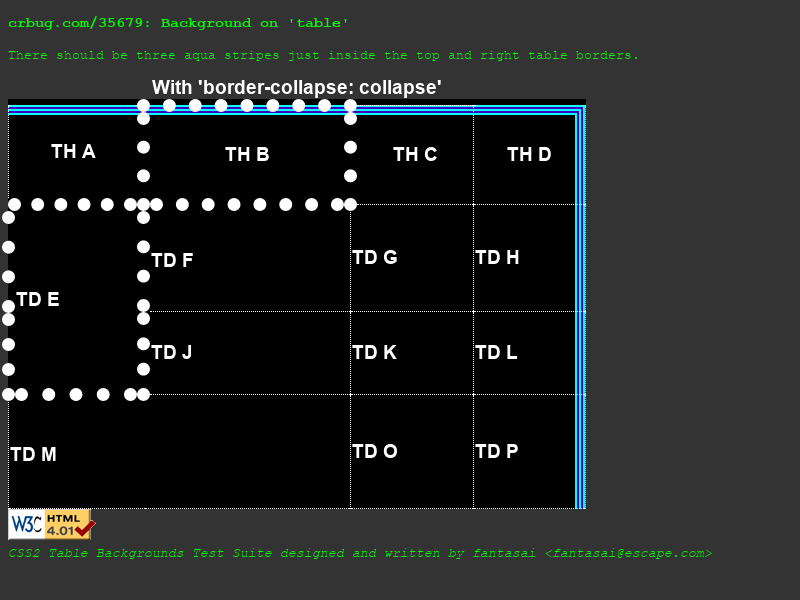 crbug.com/35679: Background on 'table'
There should be three aqua stripes just inside the top and right table borders.
With 'border-collapse: collapse'
TH A TH B TH C TH D
TD E TD F TD G TD H
TD J TD K TD L
TD M TD O TD P
W3C HTML 4.01
CSS2 Table Backgrounds Test Suite designed and written by fantasai <fantasai@escape.com>